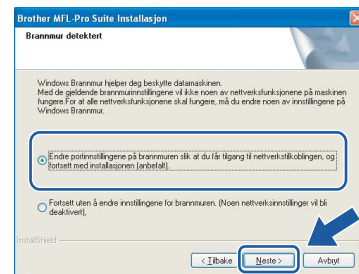 Brother MFL-Pro Suite Installasjon
Brannmur detektert
Windows Brannmur hjelper deg beskytte datamaskinen.
Med de gjeldende brannmurinnstillingene vil ikke noen av nettverksfunksjonene på maskinen
fungere.For at alle nettverksfunksjonene skal fungere, må du endre noen av innstillingene på
Windows Brannmur.
Endre portinnstillingene på brannmuren slik at du får tilgang til nettverkstilkoblingen, og
fortsett med installasjonen (anbefalt).
Fortsett uten å endre innstillingene for brannmuren. (Noen nettverksinnstillinger vil bli
deaktivert),
InstallShield
< Tilbake
Neste >
Avbryt